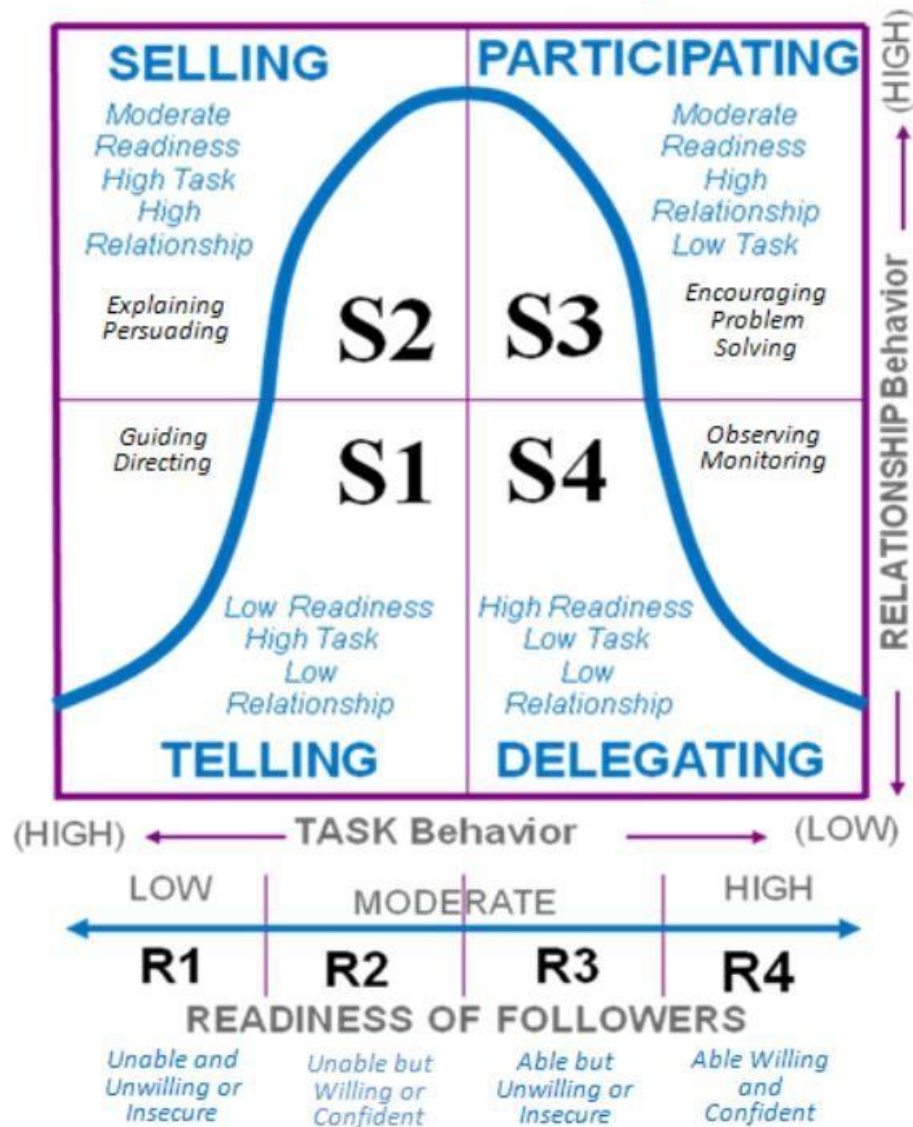 SELLING
Moderate
Readiness
High Task
High
Relationship
Explaining
Persuading
S2
PARTICIPATING
Moderate
Readiness
High
Relationship
Low Task
S3
Encouraging
Problem
Solving
Guiding
Directing
S1
Low Readiness
High Task
Low
Relationship
TELLING
S4
Observing
Monitoring
High Readiness
Low Task
Low
Relationship
DELEGATING
(HIGH)
RELATIONSHIP Behavior
(HIGH) TASK Behavior (LOW)
LOW MODERATE HIGH
R1 R2 R3 R4
READINESS OF FOLLOWERS
Unable and
Unwilling or
Insecure
Unable but
Willing or
Confident
Able but
Unwilling or
Insecure
Able Willing
and
Confident